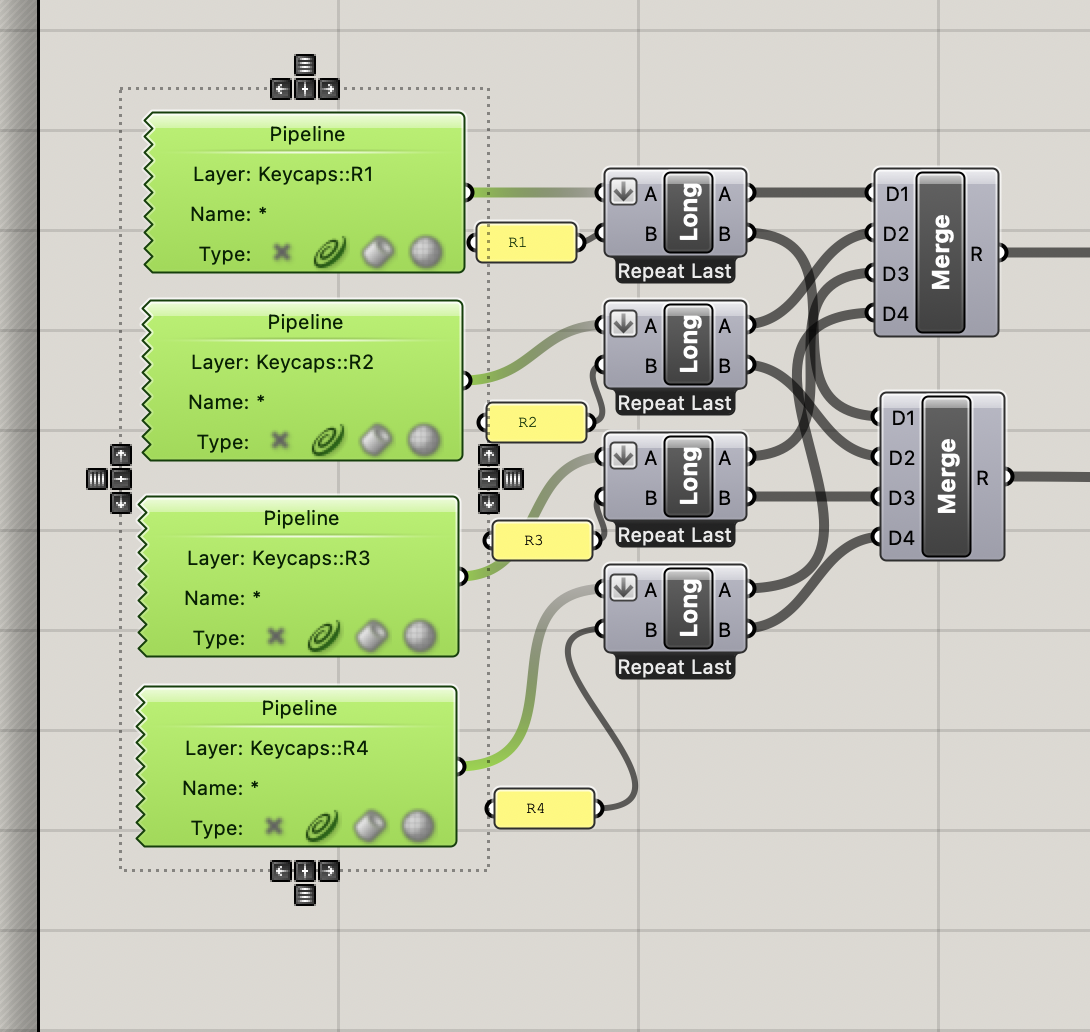 Pipeline
Layer: Keycaps::R1
Name: *
Type:
R1
A Long A
B B
Repeat Last
D1
D2
D3
D4
Merge
R
Pipeline
Layer: Keycaps::R2
Name: *
Type:
R2
A Long A
B B
Repeat Last
D1
D2
D3
D4
Merge
R
Pipeline
Layer: Keycaps::R3
Name: *
Type:
R3
A Long A
B B
Repeat Last
Pipeline
Layer: Keycaps::R4
Name: *
Type:
R4
A Long A
B B
Repeat Last